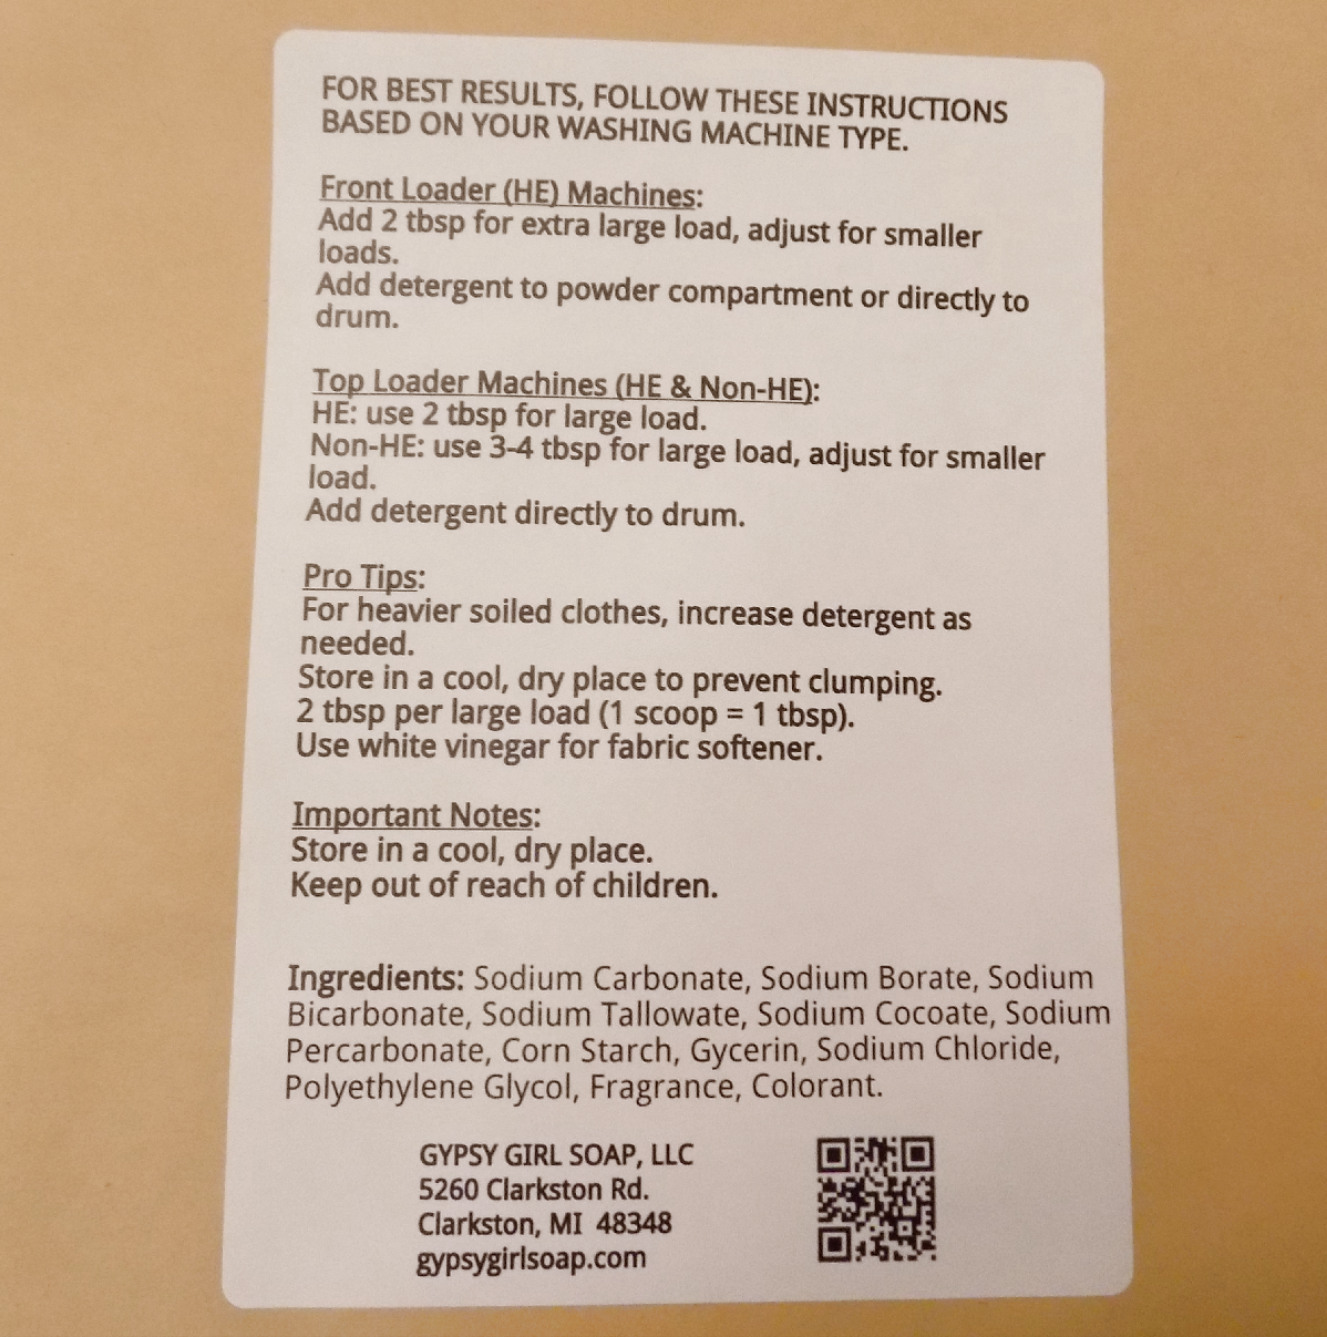 FOR BEST RESULTS, FOLLOW THESE INSTRUCTIONS
BASED ON YOUR WASHING MACHINE TYPE.
Front Loader (HE) Machines:
Add 2 tbsp for extra large load, adjust for smaller
loads.
Add detergent to powder compartment or directly to
drum.
Top Loader Machines (HE & Non-HE):
HE: use 2 tbsp for large load.
Non-HE: use 3-4 tbsp for large load, adjust for smaller
load.
Add detergent directly to drum.
Pro Tips:
For heavier soiled clothes, increase detergent as
needed.
Store in a cool, dry place to prevent clumping.
2 tbsp per large load (1 scoop = 1 tbsp).
Use white vinegar for fabric softener.
Important Notes:
Store in a cool, dry place.
Keep out of reach of children.
Ingredients: Sodium Carbonate, Sodium Borate, Sodium
Bicarbonate, Sodium Tallowate, Sodium Cocoate, Sodium
Percarbonate, Corn Starch, Gycerin, Sodium Chloride,
Polyethylene Glycol, Fragrance, Colorant.
GYPSY GIRL SOAP, LLC
5260 Clarkston Rd.
Clarkston, MI 48348
gypsygirlsoap.com